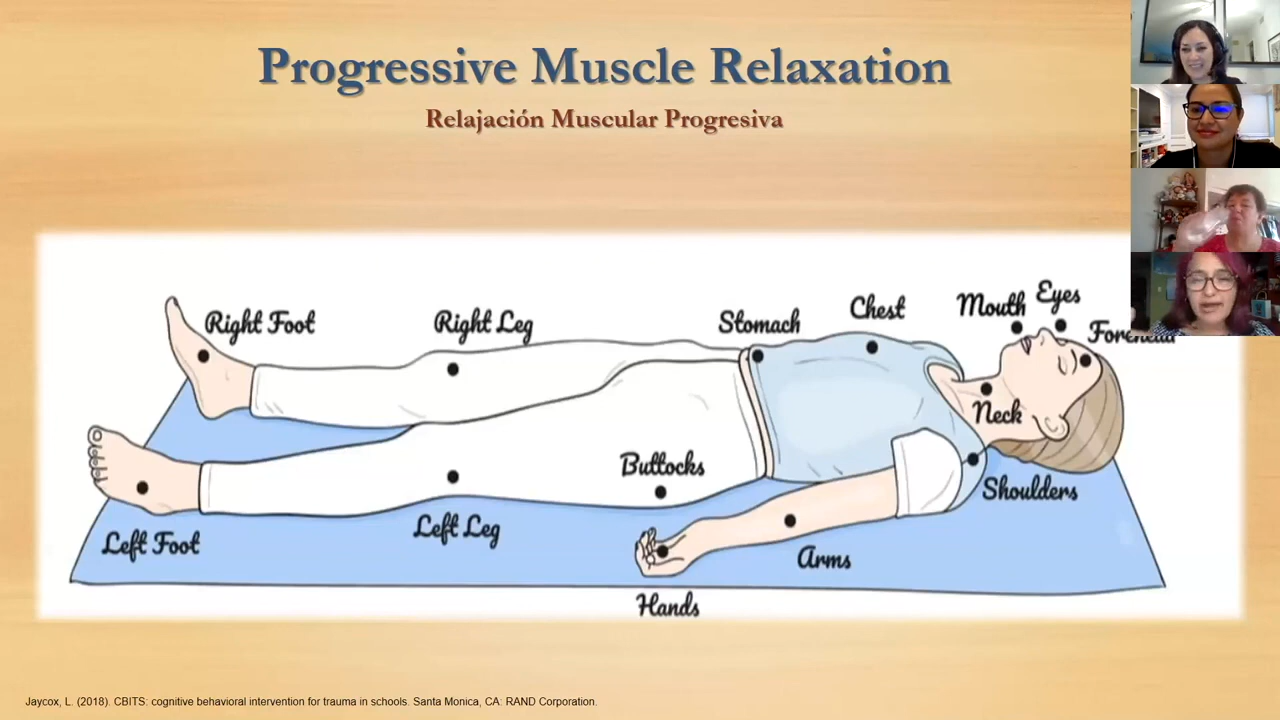 Progressive Muscle Relaxation
Relajación Muscular Progresiva
Right Foot
Right Leg
Stomach
Chest
Mouth
Eyes
Forehead
Neck
Buttocks
Shoulders
Left Foot
Left Leg
Arms
Hands
Jaycox, L. (2018). CBITS: cognitive behavioral intervention for trauma in schools. Santa Monica, CA: RAND Corporation.